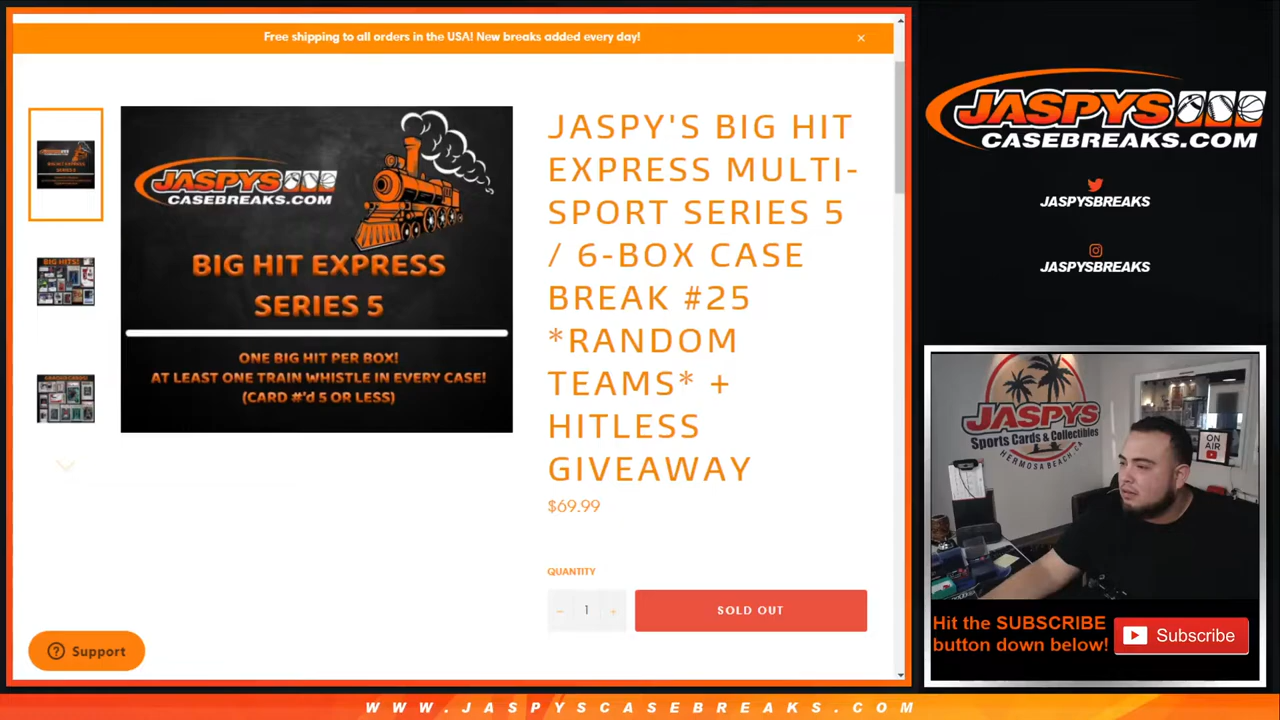 Free shipping to all orders in the USA! New breaks added every day!
×
JASPYS
CASEBREAKS.COM
BIG HIT EXPRESS
SERIES 5
ONE BIG HIT PER BOX!
AT LEAST ONE TRAIN WHISTLE IN EVERY CASE!
(CARD #'d 5 OR LESS)
BIG HITS!
JASPY'S BIG HIT
EXPRESS MULTI-
SPORT SERIES 5
/ 6-BOX CASE
BREAK #25
*RANDOM
TEAMS* +
HITLESS
GIVEAWAY
$69.99
QUANTITY
− 1 +
SOLD OUT
Support
JASPYS
CASEBREAKS.COM
JASPYSBREAKS
JASPYSBREAKS
JASPYS
Sports Cards & Collectibles
HERMOSA BEACH, CA
ON
AIR
Hit the SUBSCRIBE
button down below!
Subscribe
WWW.JASPYSCASEBREAKS.COM